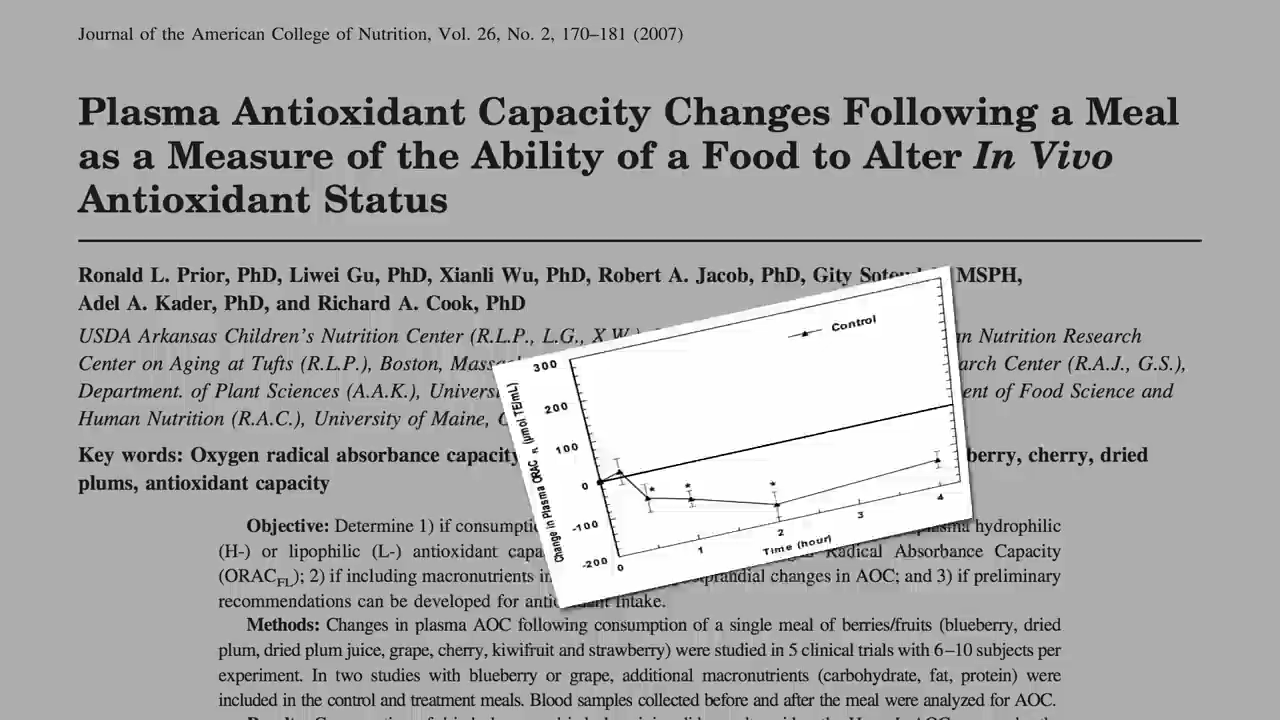 Journal of the American College of Nutrition, Vol. 26, No. 2, 170–181 (2007)
Plasma Antioxidant Capacity Changes Following a Meal
as a Measure of the Ability of a Food to Alter In Vivo
Antioxidant Status
Ronald L. Prior, PhD, Liwei Gu, PhD, Xianli Wu, PhD, Robert A. Jacob, PhD, Gity MSPH,
Adel A. Kader, PhD, and Richard A. Cook, PhD
USDA Arkansas Children's Nutrition Center (R.L.P., L.G., X.W.), Nutrition Research
Center on Aging at Tufts (R.L.P.), Boston, Center (R.A.J., G.S.),
Department. of Plant Sciences (A.A.K.), of Food Science and
Human Nutrition (R.A.C.), University of Maine,
Key words: Oxygen radical absorbance capacity cherry, dried
plums, antioxidant capacity
Objective: Determine 1) if hydrophilic
(H-) or lipophilic (L-) antioxidant Radical Absorbance Capacity
(ORACFL); 2) if including macronutrients in changes in AOC; and 3) if preliminary
recommendations can be developed for intake.
Methods: Changes in plasma AOC following consumption of a single meal of berries/fruits (blueberry, dried
plum, dried plum juice, grape, cherry, kiwifruit and strawberry) were studied in 5 clinical trials with 6–10 subjects per
experiment. In two studies with blueberry or grape, additional macronutrients (carbohydrate, fat, protein) were
included in the control and treatment meals. Blood samples collected before and after the meal were analyzed for AOC.
Control
Change in Plasma ORAC (µmol TE/mL)
300
200
100
0
-100
-200
0
1
2
3
4
Time (hour)